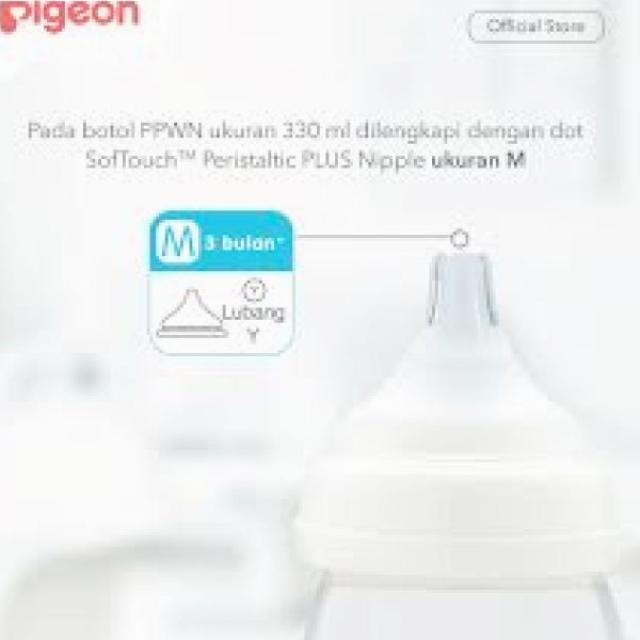 pigeon
Official Store
Pada botol PPWN ukuran 330 ml dilengkapi dengan dot
SofTouch™ Peristaltic PLUS Nipple ukuran M
M 3 bulan+
Y
Lubang
Y